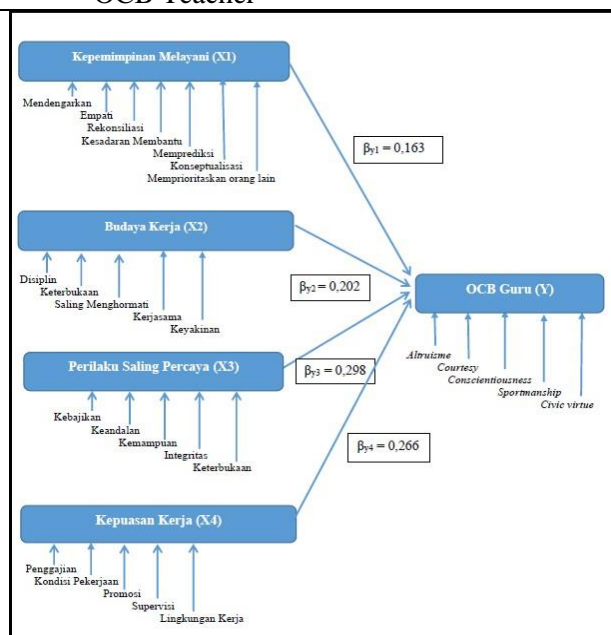 OCB Teacher
Kepemimpinan Melayani (X1)
Mendengarkan
Empati
Rekonsiliasi
Kesadaran Membantu
Memprediksi
Konseptualisasi
Memprioritaskan orang lain
βy1 = 0,163
Budaya Kerja (X2)
Disiplin
Keterbukaan
Saling Menghormati
Kerjasama
Keyakinan
βy2 = 0,202
OCB Guru (Y)
Altruisme
Courtesy
Conscientiousness
Sportmanship
Civic virtue
Perilaku Saling Percaya (X3)
βy3 = 0,298
Kebajikan
Keandalan
Kemampuan
Integritas
Keterbukaan
βy4 = 0,266
Kepuasan Kerja (X4)
Penggajian
Kondisi Pekerjaan
Promosi
Supervisi
Lingkungan Kerja